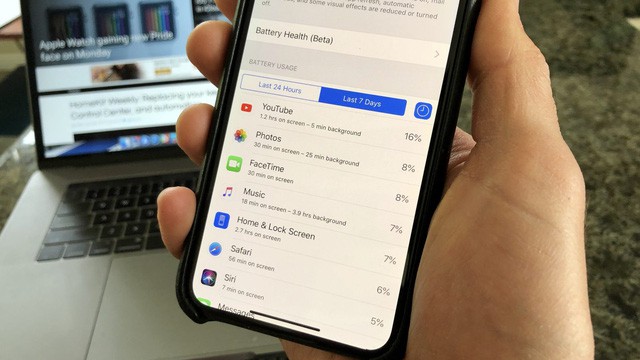 Apple Watch gaining new Pride
face on Monday
HomeKit Weekly: Replacing your
Control Center, and automat
refresh, automatic
and some visual effects are reduced or turned
off.
Battery Health (Beta)
BATTERY USAGE
Last 24 Hours
Last 7 Days
YouTube
1.2 hrs on screen – 5 min background
16%
Photos
30 min on screen – 25 min background
8%
FaceTime
30 min on screen
8%
Music
18 min on screen – 3.9 hrs background
7%
Home & Lock Screen
2.7 hrs on screen
7%
Safari
56 min on screen
6%
Siri
7 min on screen
5%
Messages